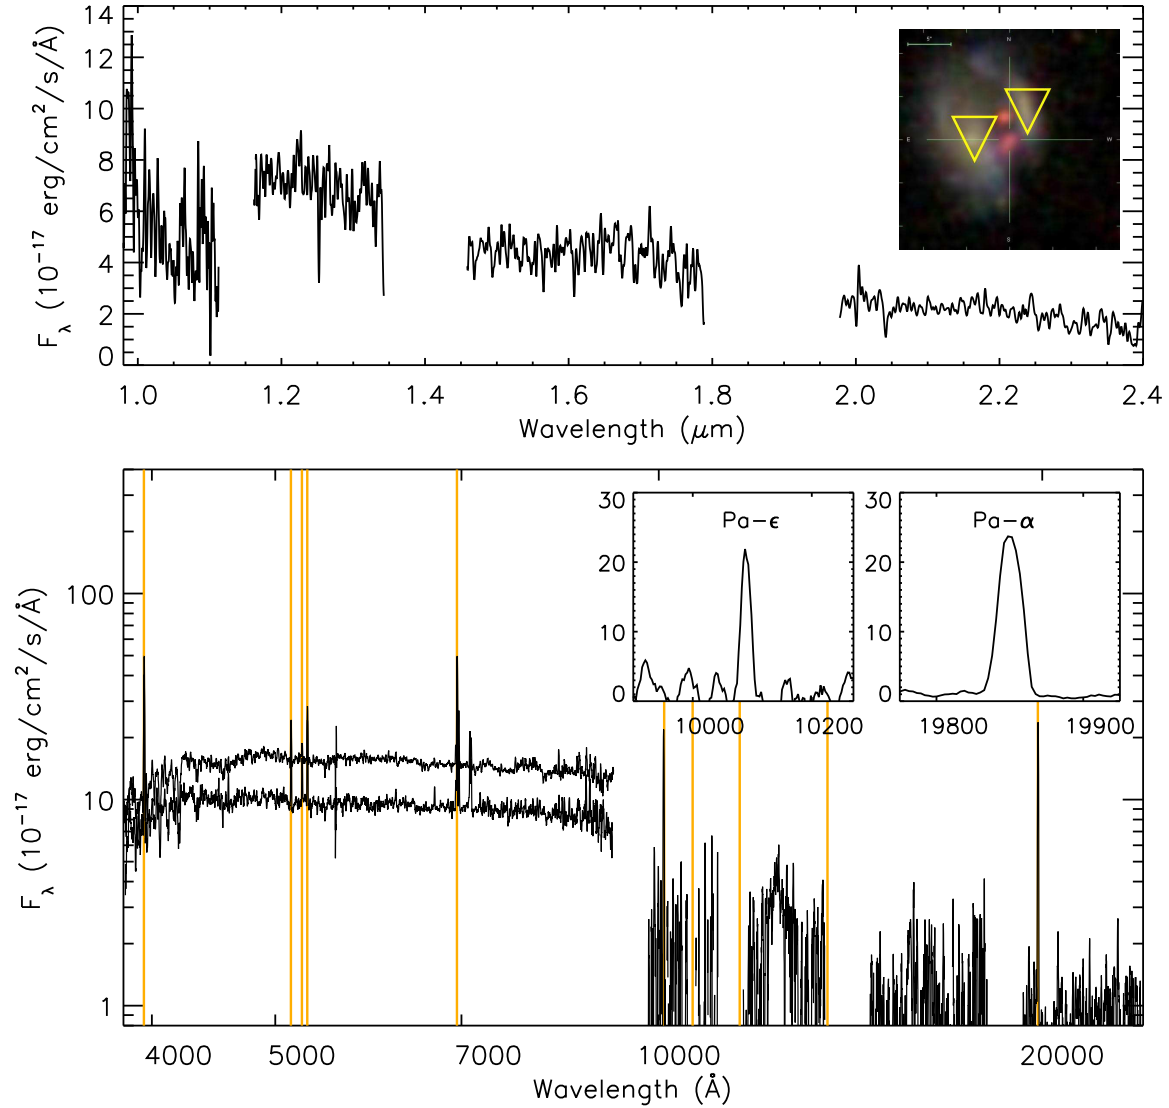 14
12
10
8
6
4
2
0
F_λ (10^−17 erg/cm^2/s/Å)
5"
N
E
W
S
1.0 1.2 1.4 1.6 1.8 2.0 2.2 2.4
Wavelength (μm)
100
10
1
F_λ (10^−17 erg/cm^2/s/Å)
30
20
10
0
Pa−ϵ
10000 10200
30
20
10
0
Pa−α
19800 19900
4000 5000 7000 10000 20000
Wavelength (Å)